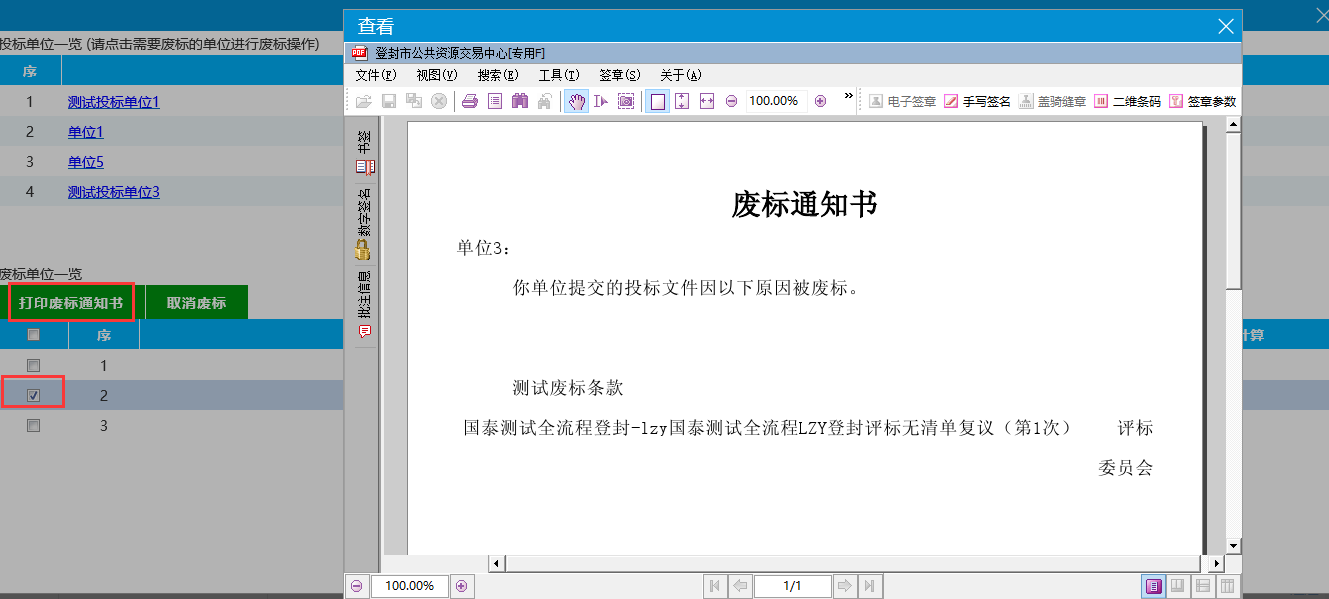 投标单位一览 (请点击需要废标的单位进行废标操作)
序
1 测试投标单位1
2 单位1
3 单位5
4 测试投标单位3
废标单位一览
打印废标通知书 取消废标
序
计算
1
2
3
查看
登封市公共资源交易中心[专用F]
文件(F) 视图(V) 搜索(E) 工具(T) 签章(S) 关于(A)
100.00% » 电子签章 手写签名 盖骑缝章 二维条码 签章参数
书签
数字签名
批注信息
废标通知书
单位3：
你单位提交的投标文件因以下原因被废标。
测试废标条款
国泰测试全流程登封-lzy国泰测试全流程LZY登封评标无清单复议（第1次） 评标
委员会
100.00% 1/1